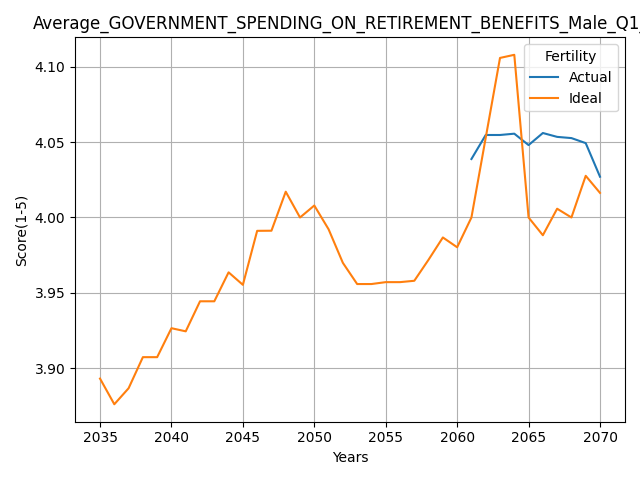 Average_GOVERNMENT_SPENDING_ON_RETIREMENT_BENEFITS_Male_Q1_
Fertility
Actual
Ideal
4.10
4.05
4.00
3.95
3.90
Score(1-5)
2035 2040 2045 2050 2055 2060 2065 2070
Years